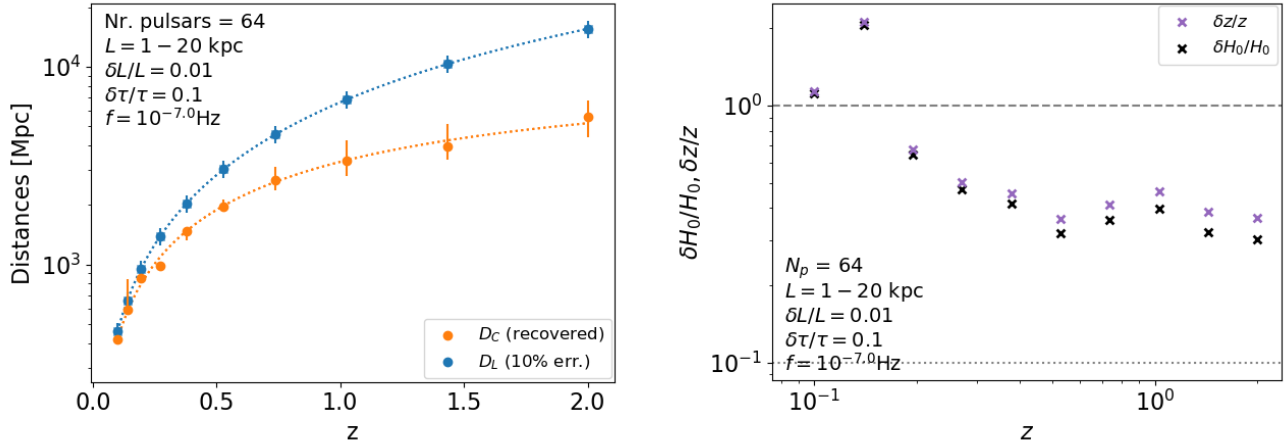 Nr. pulsars = 64
L = 1 − 20 kpc
δL/L = 0.01
δτ/τ = 0.1
f = 10^{−7.0}Hz
Distances [Mpc]
10^4
10^3
D_C (recovered)
D_L (10% err.)
0.0 0.5 1.0 1.5 2.0
z
δz/z
δH_0/H_0
δH_0/H_0, δz/z
10^0
10^{−1}
N_p = 64
L = 1 − 20 kpc
δL/L = 0.01
δτ/τ = 0.1
f = 10^{−7.0}Hz
10^{−1} 10^0
z